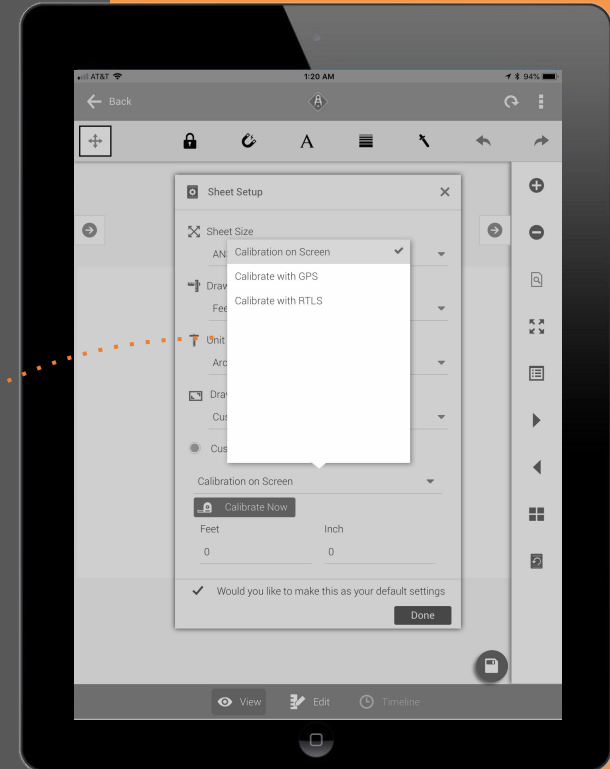 AT&T
1:20 AM
94%
Back
A
Sheet Setup
Sheet Size
AN
Calibration on Screen
Calibrate with GPS
Calibrate with RTLS
Draw
Fee
Unit
Arc
Dra
Cus
Cus
Calibration on Screen
Calibrate Now
Feet Inch
0 0
Would you like to make this as your default settings
Done
View Edit Timeline